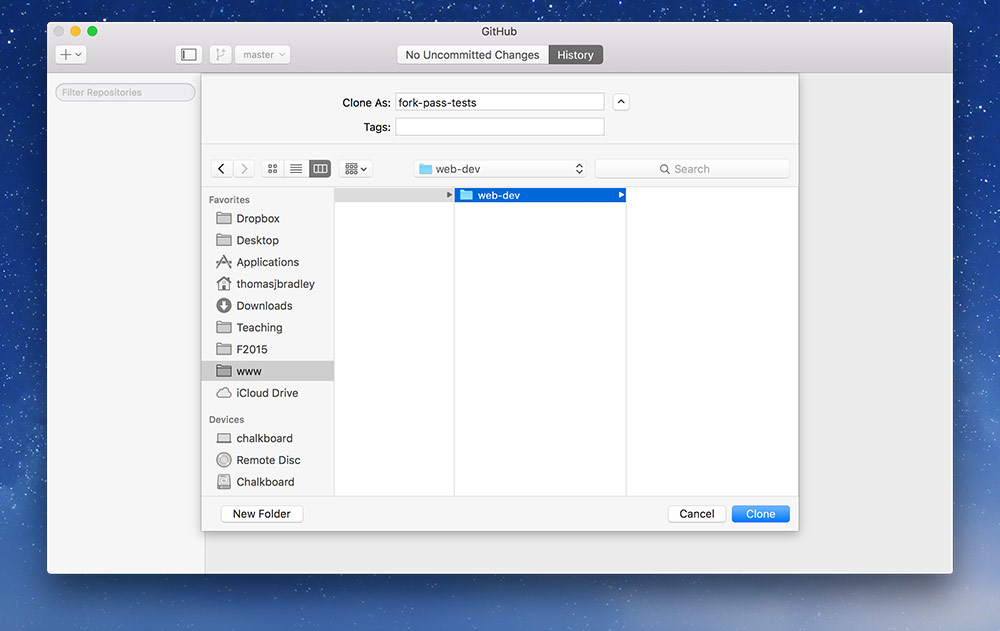 GitHub
master
No Uncommitted Changes
History
Filter Repositories
Clone As: fork-pass-tests
Tags:
web-dev
Search
Favorites
Dropbox
Desktop
Applications
thomasjbradley
Downloads
Teaching
F2015
www
iCloud Drive
Devices
chalkboard
Remote Disc
Chalkboard
web-dev
New Folder
Cancel
Clone